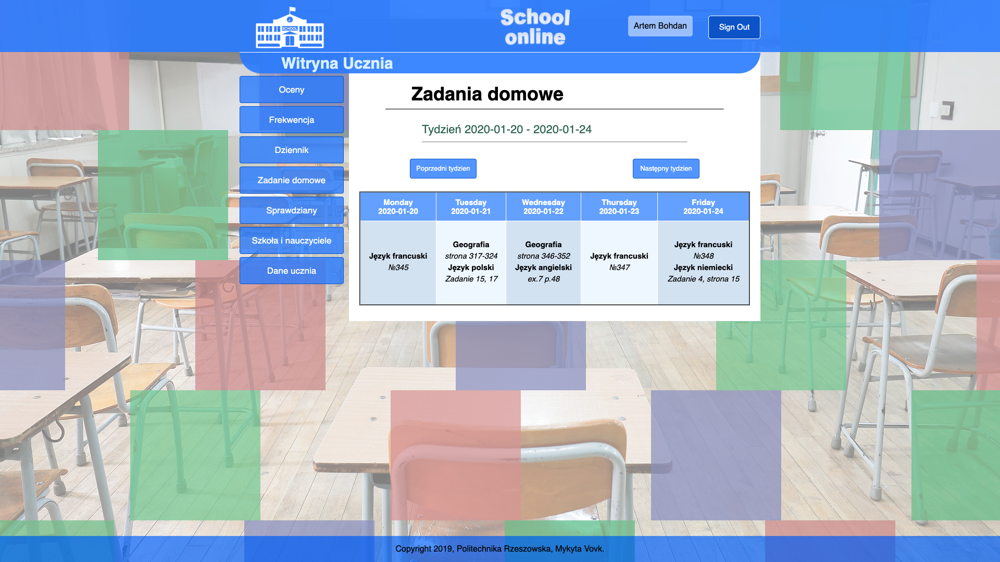 SCHOOL
School
online
Artem Bohdan
Sign Out
Witryna Ucznia
Oceny
Frekwencja
Dziennik
Zadanie domowe
Sprawdziany
Szkoła i nauczyciele
Dane ucznia
Zadania domowe
Tydzień 2020-01-20 - 2020-01-24
Poprzedni tydzien
Następny tydzien
Monday
2020-01-20
Tuesday
2020-01-21
Wednesday
2020-01-22
Thursday
2020-01-23
Friday
2020-01-24
Język francuski
№345
Geografia
strona 317-324
Język polski
Zadanie 15, 17
Geografia
strona 346-352
Język angielski
ex.7 p.48
Język francuski
№347
Język francuski
№348
Język niemiecki
Zadanie 4, strona 15
Copyright 2019, Politechnika Rzeszowska, Mykyta Vovk.